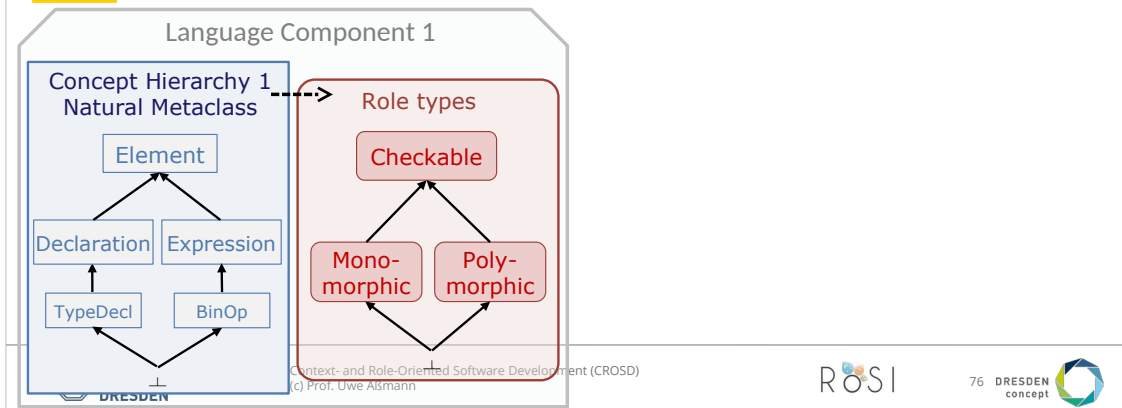 Language Component 1
Concept Hierarchy 1
Natural Metaclass
Role types
Element
Checkable
Declaration
Expression
Mono-
morphic
Poly-
morphic
TypeDecl
BinOp
⊥
⊥
Context- and Role-Oriented Software Development (CROSD)
(c) Prof. Uwe Aßmann
DRESDEN
RoSI
76
DRESDEN
concept